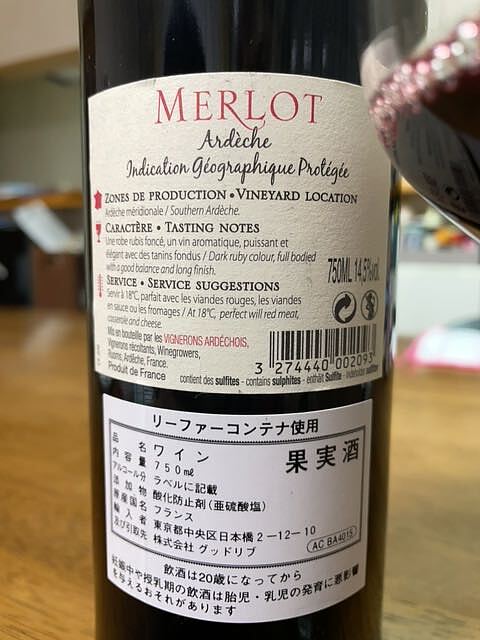 MERLOT
Ardèche
Indication Géographique Protégée
ZONES DE PRODUCTION • VINEYARD LOCATION
Ardèche méridionale / Southern Ardèche.
CARACTÈRE • TASTING NOTES
Une robe rubis foncé, un vin aromatique, puissant et
élégant avec des tanins fondus / Dark ruby colour, full bodied
with a good balance and long finish.
750ML 14,5%vol.
SERVICE • SERVICE SUGGESTIONS
Servir à 18°C, parfait avec les viandes rouges, les viandes
en sauce ou les fromages / At 18°C, perfect will red meat,
casserole and cheese.
Mis en bouteille par les VIGNERONS ARDÉCHOIS,
Vignerons récoltants, Winegrowers,
Ruoms, Ardèche, France.
Produit de France
3 274440 002093
contient des sulfites - contains sulphites - enthält Sulfite - indeholder sulfitter
リーファーコンテナ使用
品名 ワイン
果実酒
内容量 750㎖
アルコール分 ラベルに記載
添加物 酸化防止剤(亜硫酸塩)
原産国名 フランス
輸入者 東京都中央区日本橋2-12-10
及び引取先 株式会社 グッドリブ
AC BA4015
飲酒は20歳になってから
妊娠中や授乳期の飲酒は胎児・乳児の発育に悪影響
を与えるおそれがあります